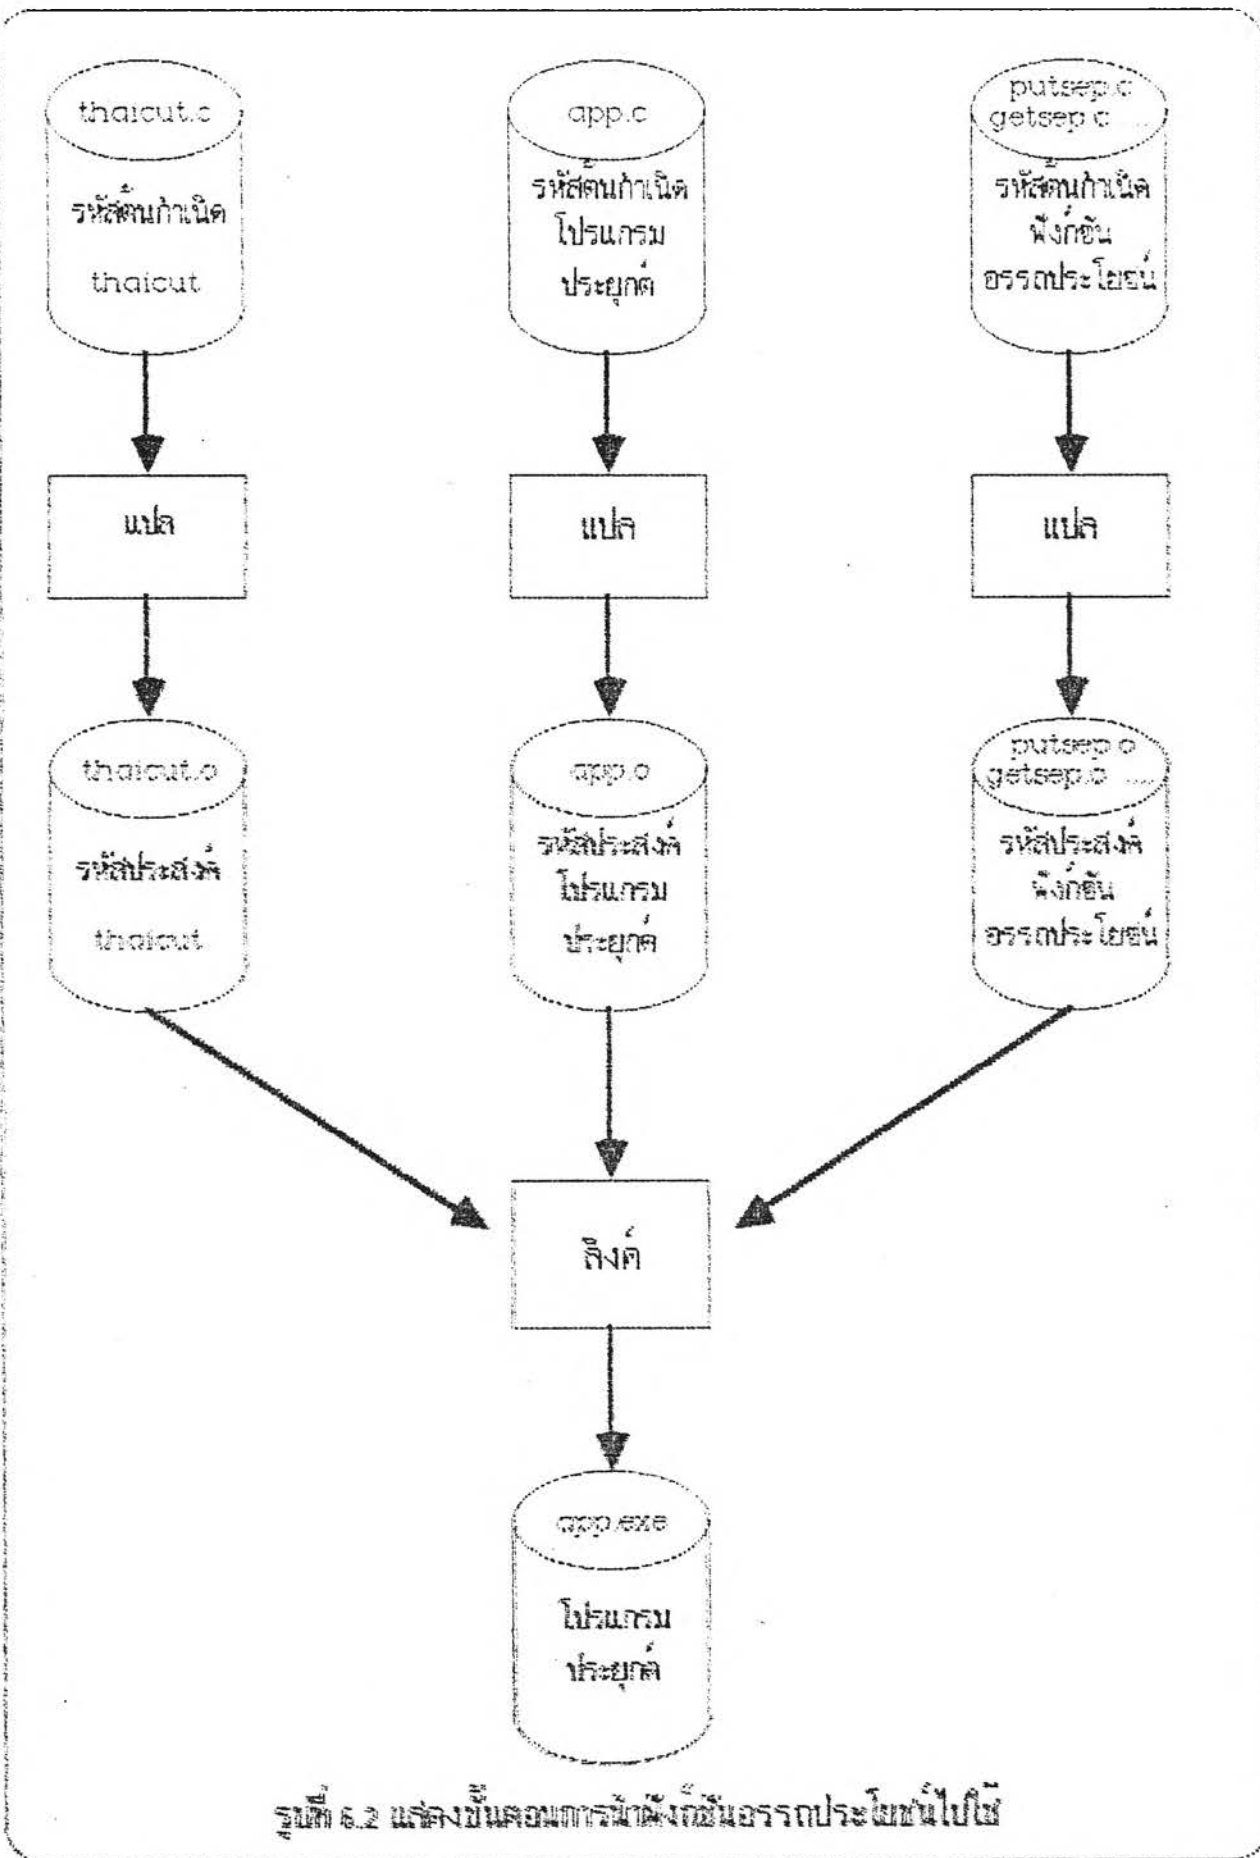 thaicut.c
รหัสต้นกำเนิด
thaicut
app.c
รหัสต้นกำเนิด
โปรแกรม
ประยุกต์
putsep.c
getsep.c ....
รหัสต้นกำเนิด
ฟังก์ชัน
อรรถประโยชน์
แปล
แปล
แปล
thaicut.o
รหัสประสงค์
thaicut
app.o
รหัสประสงค์
โปรแกรม
ประยุกต์
putsep.o
getsep.o ....
รหัสประสงค์
ฟังก์ชัน
อรรถประโยชน์
ลิงค์
app.exe
โปรแกรม
ประยุกต์
รูปที่ 6.2 แสดงขั้นตอนการนำฟังก์ชันอรรถประโยชน์ไปใช้